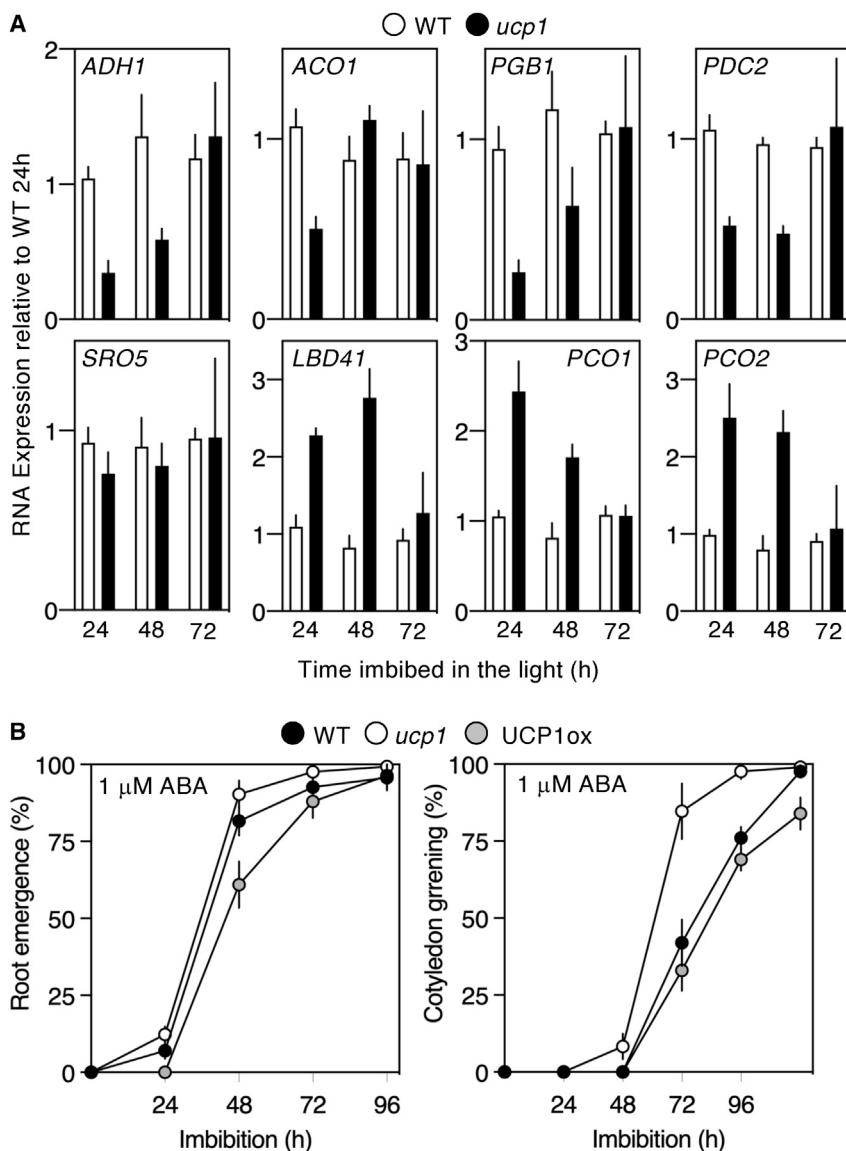 A
WT ucp1
RNA Expression relative to WT 24h
2
1
0
ADH1
1
0
ACO1
1
0
PGB1
1
0
PDC2
1
0
SRO5
24 48 72
3
2
1
0
LBD41
24 48 72
3
2
1
0
PCO1
24 48 72
3
2
1
0
PCO2
24 48 72
Time imbibed in the light (h)
B
WT ucp1 UCP1ox
Root emergence (%)
100
75
50
25
0
1 μM ABA
24 48 72 96
Imbibition (h)
Cotyledon grrening (%)
100
75
50
25
0
1 μM ABA
24 48 72 96
Imbibition (h)